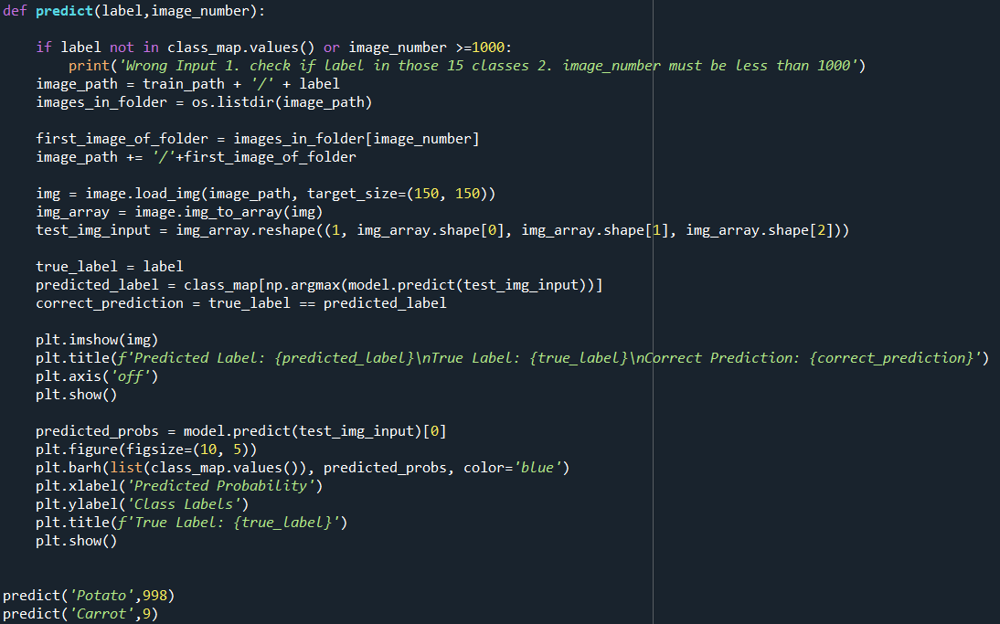 def predict(label,image_number):
    if label not in class_map.values() or image_number >=1000:
        print('Wrong Input 1. check if label in those 15 classes 2. image_number must be less than 1000')
    image_path = train_path + '/' + label
    images_in_folder = os.listdir(image_path)
    first_image_of_folder = images_in_folder[image_number]
    image_path += '/'+first_image_of_folder
    img = image.load_img(image_path, target_size=(150, 150))
    img_array = image.img_to_array(img)
    test_img_input = img_array.reshape((1, img_array.shape[0], img_array.shape[1], img_array.shape[2]))
    true_label = label
    predicted_label = class_map[np.argmax(model.predict(test_img_input))]
    correct_prediction = true_label == predicted_label
    plt.imshow(img)
    plt.title(f'Predicted Label: {predicted_label}\nTrue Label: {true_label}\nCorrect Prediction: {correct_prediction}')
    plt.axis('off')
    plt.show()
    predicted_probs = model.predict(test_img_input)[0]
    plt.figure(figsize=(10, 5))
    plt.barh(list(class_map.values()), predicted_probs, color='blue')
    plt.xlabel('Predicted Probability')
    plt.ylabel('Class Labels')
    plt.title(f'True Label: {true_label}')
    plt.show()
predict('Potato',998)
predict('Carrot',9)